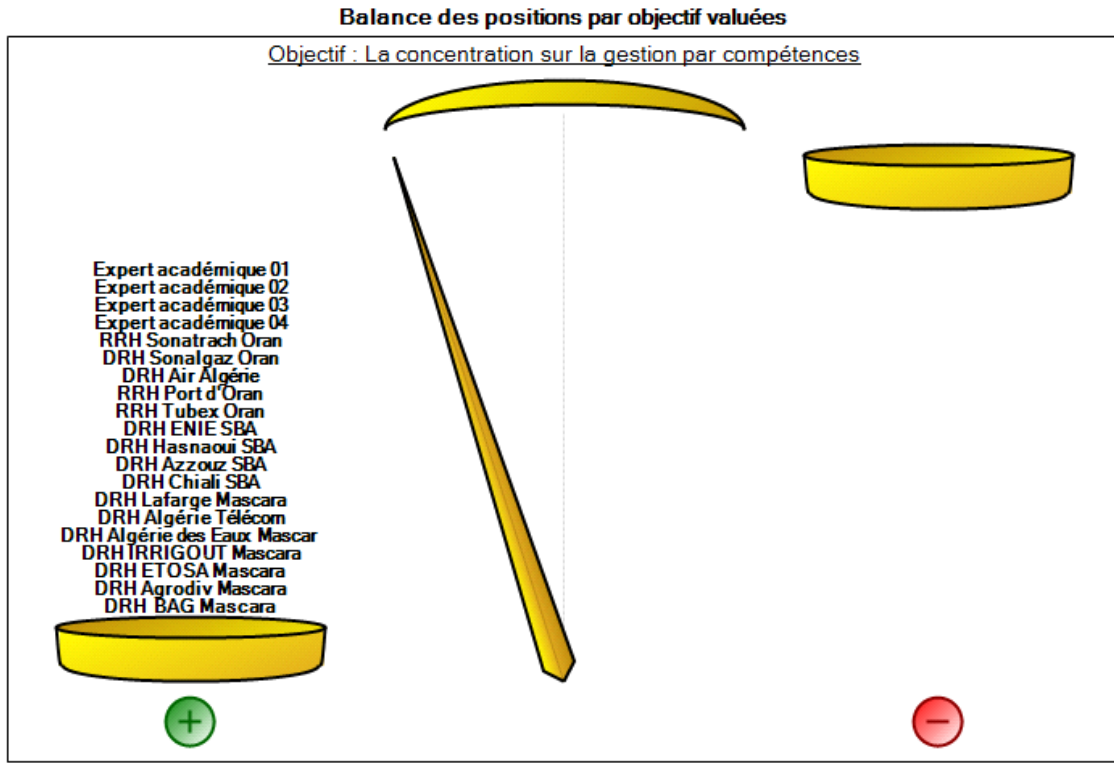 Balance des positions par objectif valuées
Objectif : La concentration sur la gestion par compétences
Expert académique 01
Expert académique 02
Expert académique 03
Expert académique 04
RRH Sonatrach Oran
DRH Sonalgaz Oran
DRH Air Algérie
RRH Port d'Oran
RRH Tubex Oran
DRH ENIE SBA
DRH Hasnaoui SBA
DRH Azzouz SBA
DRH Chiali SBA
DRH Lafarge Mascara
DRH Algérie Télécom
DRH Algérie des Eaux Mascar
DRH IRRIGOUT Mascara
DRH ETOSA Mascara
DRH Agrodiv Mascara
DRH BAG Mascara